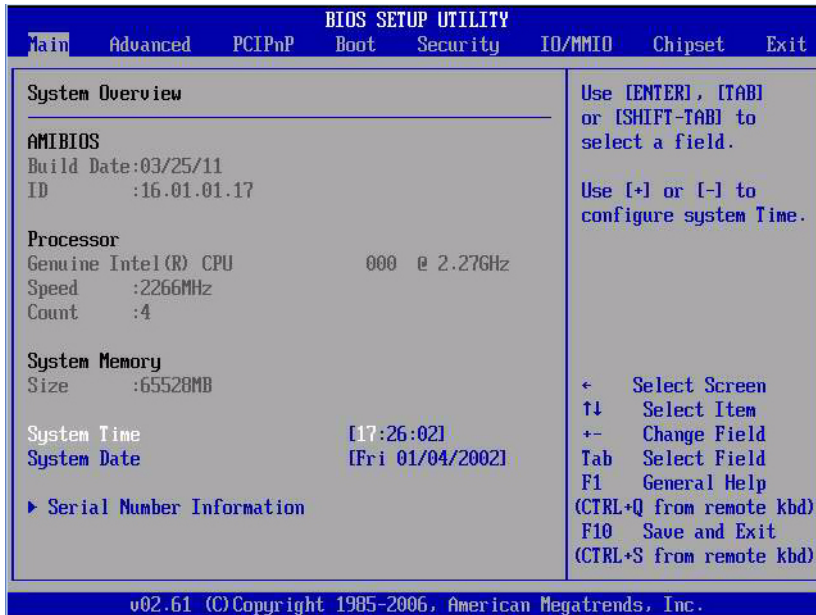 BIOS SETUP UTILITY
Main Advanced PCIPnP Boot Security IO/MMIO Chipset Exit
System Overview
AMIBIOS
Build Date:03/25/11
ID :16.01.01.17
Processor
Genuine Intel(R) CPU 000 @ 2.27GHz
Speed :2266MHz
Count :4
System Memory
Size :65528MB
System Time [17:26:02]
System Date [Fri 01/04/2002]
▶ Serial Number Information
Use [ENTER], [TAB]
or [SHIFT-TAB] to
select a field.
Use [+] or [-] to
configure system Time.
← Select Screen
↑↓ Select Item
+- Change Field
Tab Select Field
F1 General Help
(CTRL+Q from remote kbd)
F10 Save and Exit
(CTRL+S from remote kbd)
v02.61 (C)Copyright 1985-2006, American Megatrends, Inc.